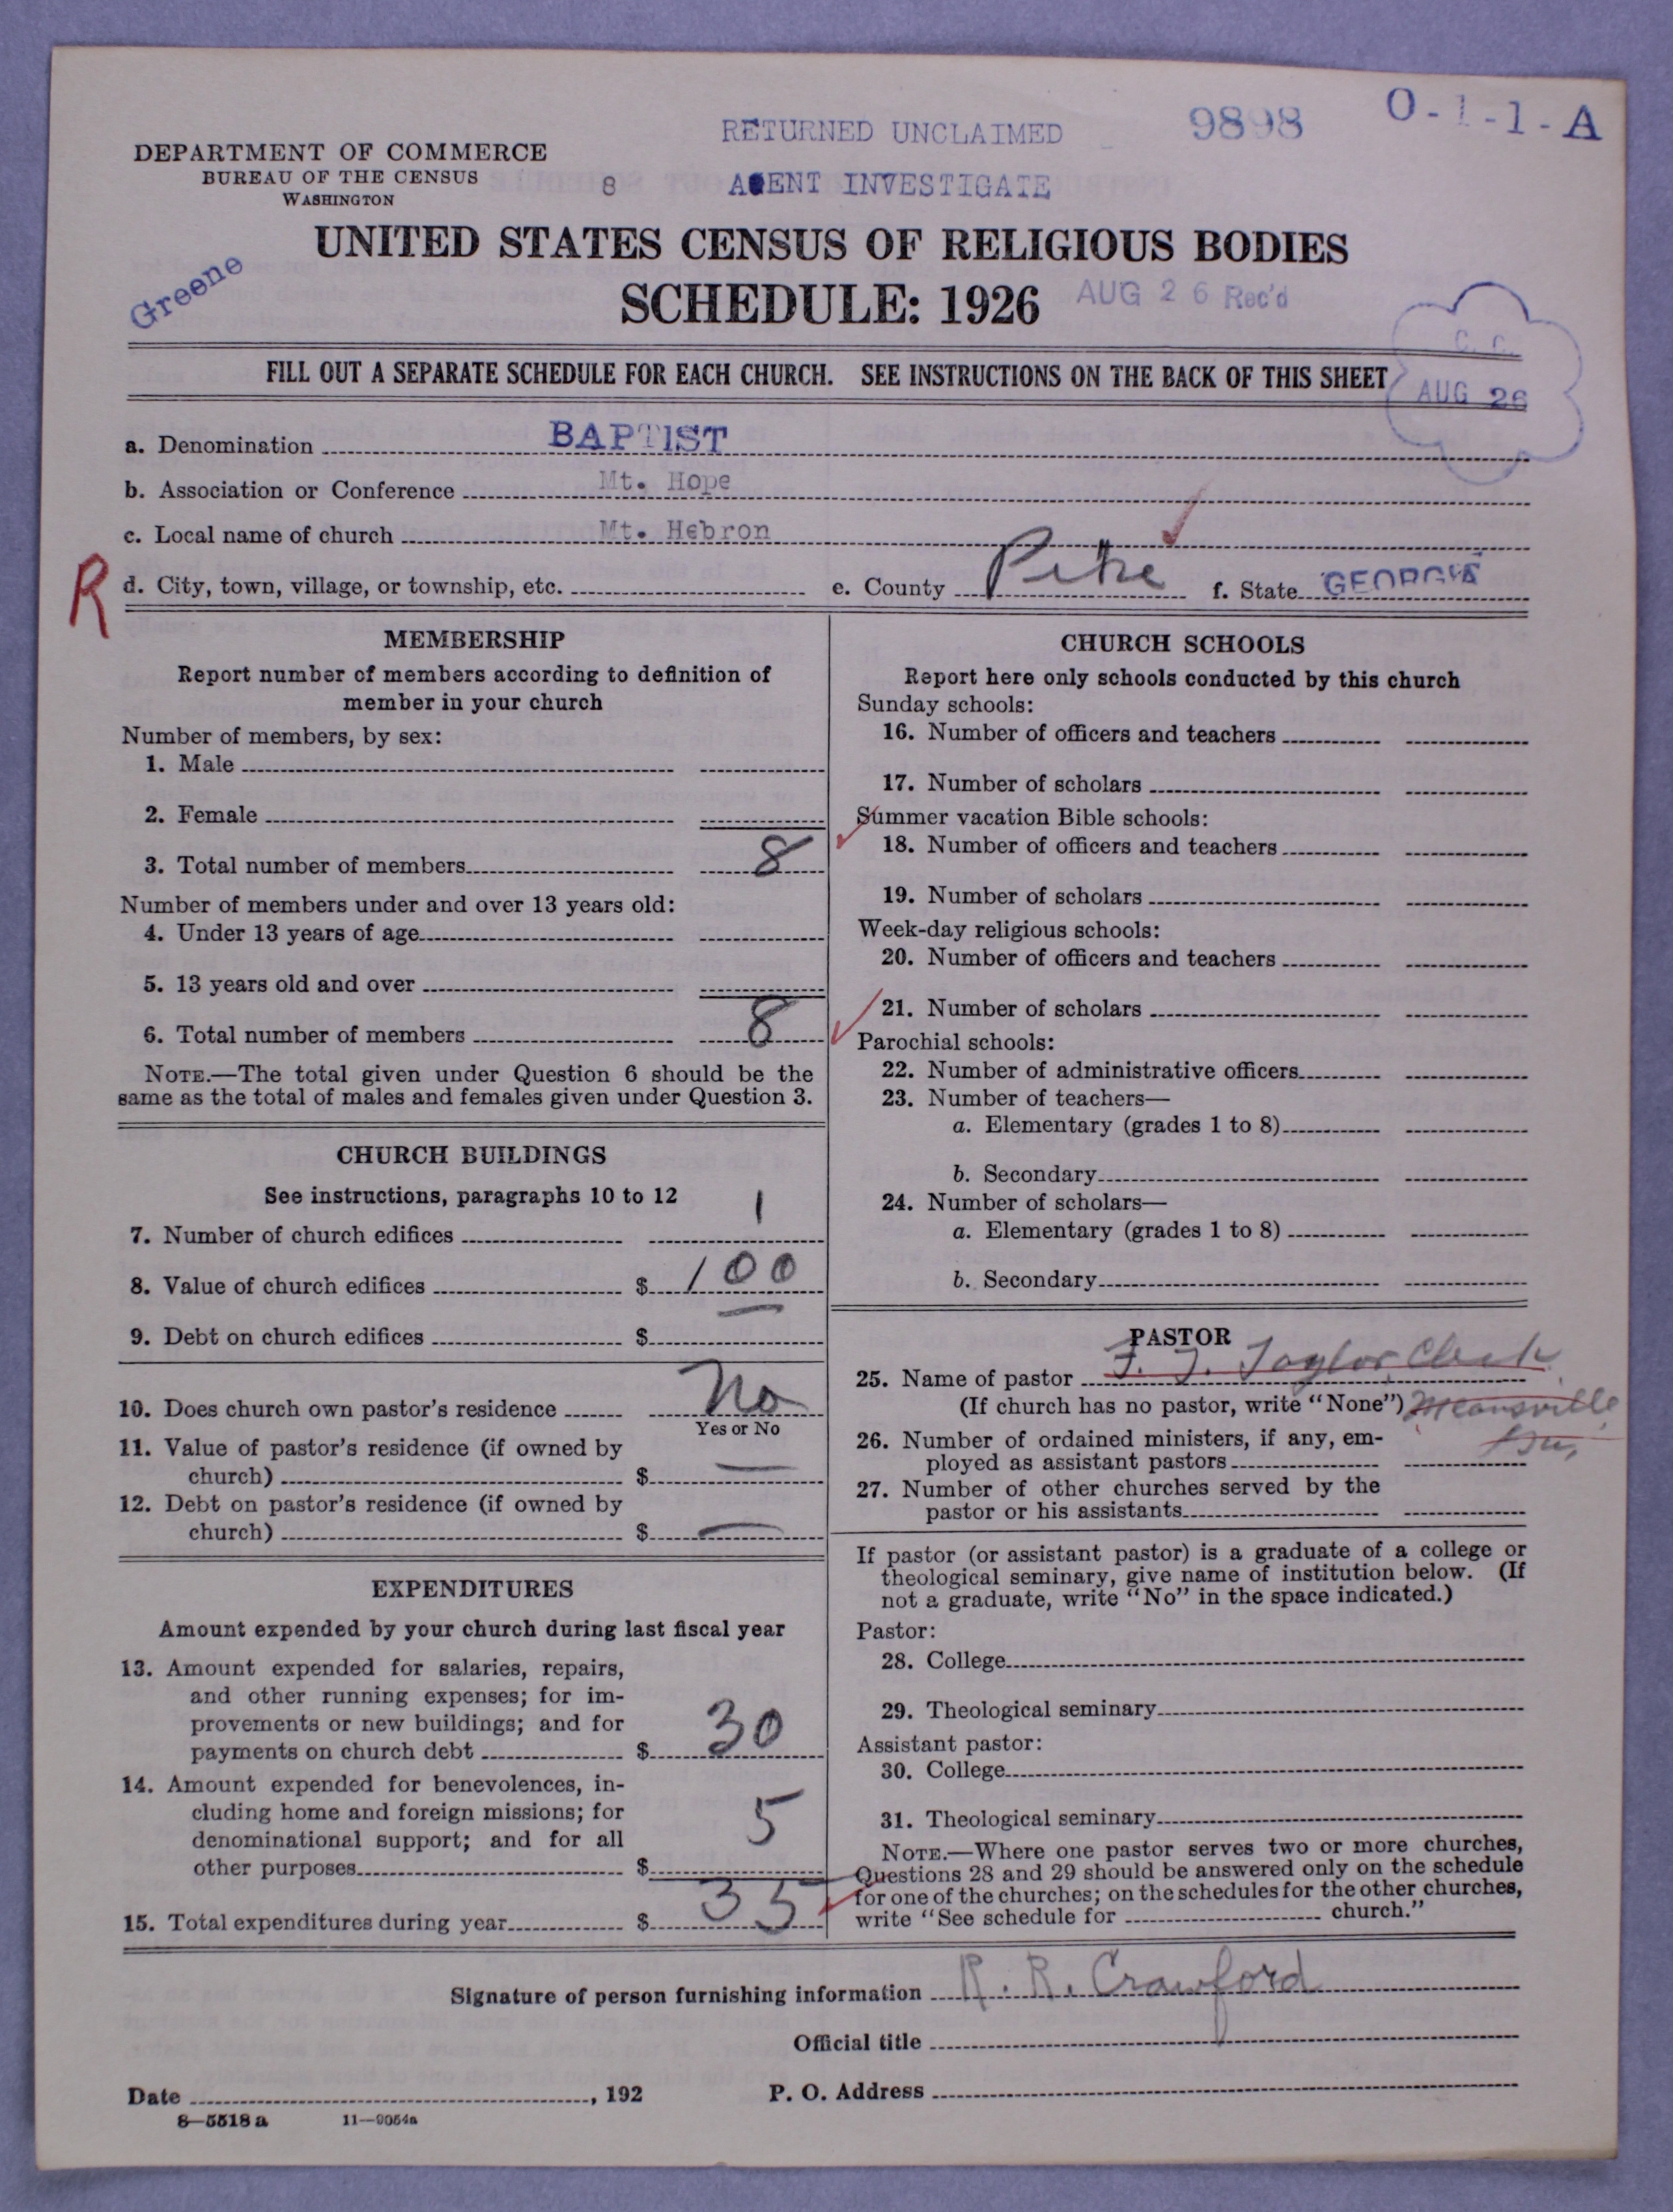 RETURNED UNCLAIMED 9898 O-1-1-A
DEPARTMENT OF COMMERCE
BUREAU OF THE CENSUS
WASHINGTON
8 AGENT INVESTIGATE
UNITED STATES CENSUS OF RELIGIOUS BODIES
Greene
SCHEDULE: 1926 AUG 26 Rec'd
C. C.
AUG 26
FILL OUT A SEPARATE SCHEDULE FOR EACH CHURCH. SEE INSTRUCTIONS ON THE BACK OF THIS SHEET
a. Denomination BAPTIST
b. Association or Conference Mt. Hope
c. Local name of church Mt. Hebron
R
d. City, town, village, or township, etc. e. County Pike f. State GEORGIA
MEMBERSHIP
Report number of members according to definition of
member in your church
Number of members, by sex:
1. Male
2. Female
3. Total number of members 8
Number of members under and over 13 years old:
4. Under 13 years of age
5. 13 years old and over
6. Total number of members 8
NOTE.—The total given under Question 6 should be the
same as the total of males and females given under Question 3.
CHURCH BUILDINGS
See instructions, paragraphs 10 to 12
7. Number of church edifices 1
8. Value of church edifices $ 100
9. Debt on church edifices $ —
10. Does church own pastor's residence No
Yes or No
11. Value of pastor's residence (if owned by
church) $ —
12. Debt on pastor's residence (if owned by
church) $ —
EXPENDITURES
Amount expended by your church during last fiscal year
13. Amount expended for salaries, repairs,
and other running expenses; for im-
provements or new buildings; and for
payments on church debt $ 30
14. Amount expended for benevolences, in-
cluding home and foreign missions; for
denominational support; and for all
other purposes $ 5
15. Total expenditures during year $ 35
CHURCH SCHOOLS
Report here only schools conducted by this church
Sunday schools:
16. Number of officers and teachers
17. Number of scholars
Summer vacation Bible schools:
18. Number of officers and teachers
19. Number of scholars
Week-day religious schools:
20. Number of officers and teachers
21. Number of scholars
Parochial schools:
22. Number of administrative officers
23. Number of teachers—
a. Elementary (grades 1 to 8)
b. Secondary
24. Number of scholars—
a. Elementary (grades 1 to 8)
b. Secondary
PASTOR
25. Name of pastor F. J. Taylor, Clerk
(If church has no pastor, write "None") Meansville
26. Number of ordained ministers, if any, em-
ployed as assistant pastors
27. Number of other churches served by the
pastor or his assistants
If pastor (or assistant pastor) is a graduate of a college or
theological seminary, give name of institution below. (If
not a graduate, write "No" in the space indicated.)
Pastor:
28. College
29. Theological seminary
Assistant pastor:
30. College
31. Theological seminary
NOTE.—Where one pastor serves two or more churches,
Questions 28 and 29 should be answered only on the schedule
for one of the churches; on the schedules for the other churches,
write "See schedule for church."
Signature of person furnishing information R. R. Crawford
Official title
Date , 192 P. O. Address
8—5518 a 11—9054a